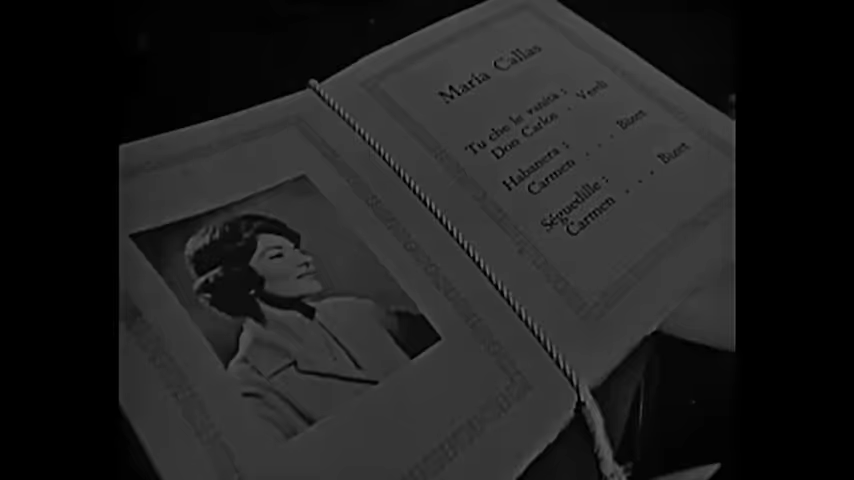 Maria Callas
Tu che le vanità :
Don Carlos . Verdi
Habanera :
Carmen . . . Bizet
Séguedille :
Carmen . . . Bizet